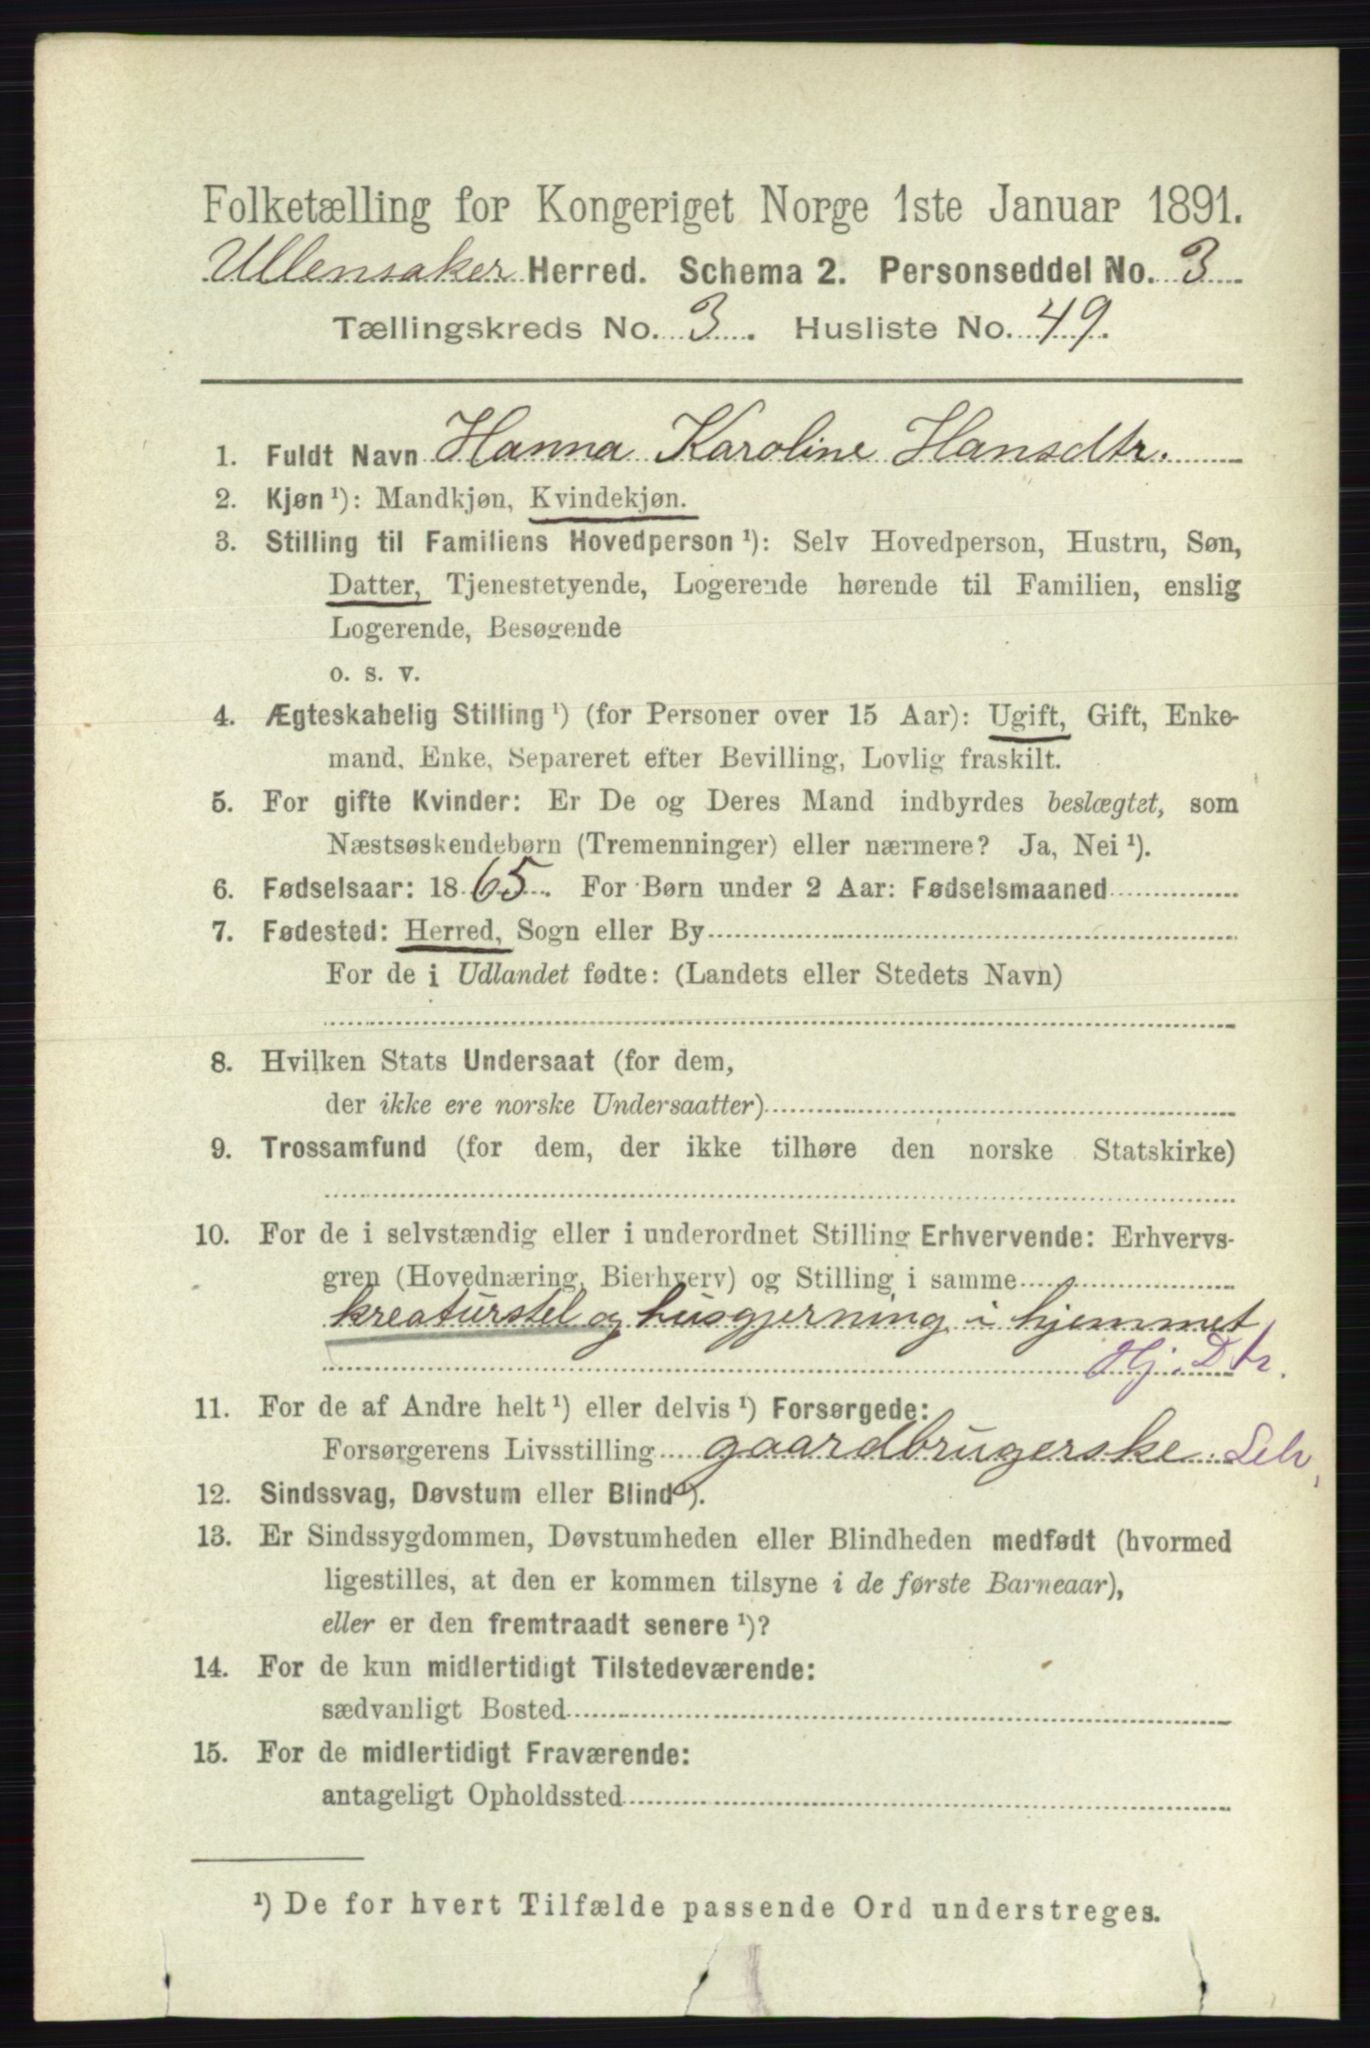 Folketælling for Kongeriget Norge 1ste Januar 1891.
Ullensaker Herred. Schema 2. Personseddel No. 3
Tællingskreds No. 3. Husliste No. 49.
1. Fuldt Navn Hanna Karoline Hansdtr.
2. Kjøn ¹): Mandkjøn, Kvindekjøn.
3. Stilling til Familiens Hovedperson ¹): Selv Hovedperson, Hustru, Søn,
Datter, Tjenestetyende, Logerende hørende til Familien, enslig
Logerende, Besøgende
o. s. v.
4. Ægteskabelig Stilling ¹) (for Personer over 15 Aar): Ugift, Gift, Enke-
mand, Enke, Separeret efter Bevilling, Lovlig fraskilt.
5. For gifte Kvinder: Er De og Deres Mand indbyrdes beslægtet, som
Næstsøskendebørn (Tremenninger) eller nærmere? Ja, Nei ¹).
6. Fødselsaar: 1865. For Børn under 2 Aar: Fødselsmaaned
7. Fødested: Herred, Sogn eller By
For de i Udlandet fødte: (Landets eller Stedets Navn)
8. Hvilken Stats Undersaat (for dem,
der ikke ere norske Undersaatter)
9. Trossamfund (for dem, der ikke tilhøre den norske Statskirke)
10. For de i selvstændig eller i underordnet Stilling Erhvervende: Erhvervs-
gren (Hovednæring, Bierhverv) og Stilling i samme
kreaturstel og husgjerning i hjemmet
Hj. Dtr.
11. For de af Andre helt ¹) eller delvis ¹) Forsørgede:
Forsørgerens Livsstilling gaardbrugerske
12. Sindssvag, Døvstum eller Blind ¹).
13. Er Sindssygdommen, Døvstumheden eller Blindheden medfødt (hvormed
ligestilles, at den er kommen tilsyne i de første Barneaar),
eller er den fremtraadt senere ¹)?
14. For de kun midlertidigt Tilstedeværende:
sædvanligt Bosted
15. For de midlertidigt Fraværende:
antageligt Opholdssted
¹) De for hvert Tilfælde passende Ord understreges.